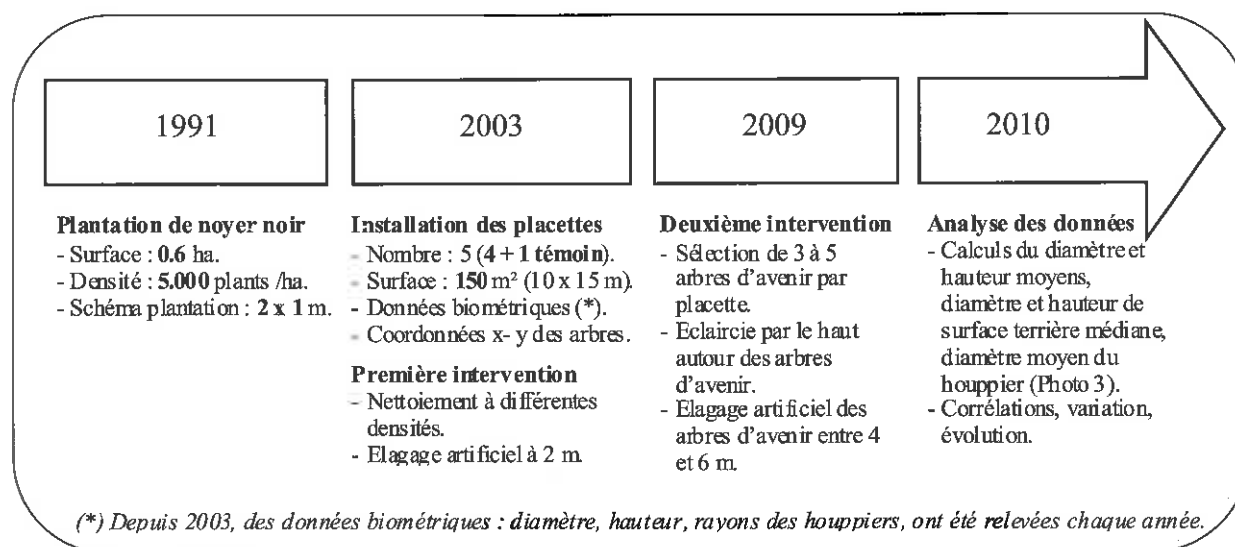 1991
2003
2009
2010
Plantation de noyer noir
- Surface : 0.6 ha.
- Densité : 5.000 plants /ha.
- Schéma plantation : 2 x 1 m.
Installation des placettes
- Nombre : 5 (4 + 1 témoin).
- Surface : 150 m² (10 x 15 m).
- Données biométriques (*).
- Coordonnées x- y des arbres.
Première intervention
- Nettoiement à différentes
densités.
- Elagage artificiel à 2 m.
Deuxième intervention
- Sélection de 3 à 5
arbres d'avenir par
placette.
- Eclaircie par le haut
autour des arbres
d'avenir.
- Elagage artificiel des
arbres d'avenir entre 4
et 6 m.
Analyse des données
- Calculs du diamètre et
hauteur moyens,
diamètre et hauteur de
surface terrière médiane,
diamètre moyen du
houppier (Photo 3).
- Corrélations, variation,
évolution.
(*) Depuis 2003, des données biométriques : diamètre, hauteur, rayons des houppiers, ont été relevées chaque année.